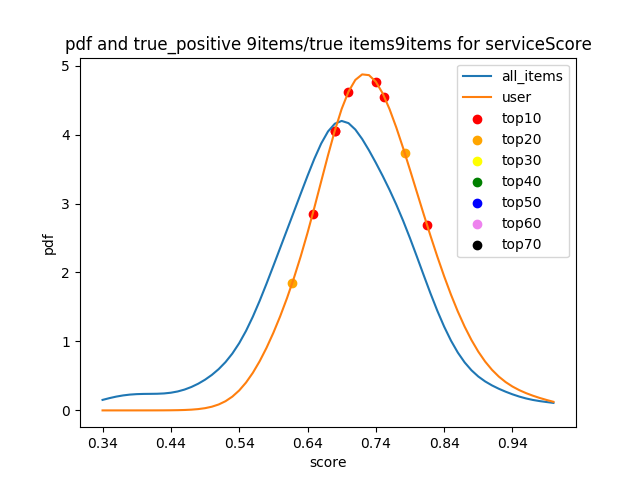 pdf and true_positive 9items/true items9items for serviceScore
5
4
3
2
1
0
pdf
0.34 0.44 0.54 0.64 0.74 0.84 0.94
score
all_items
user
top10
top20
top30
top40
top50
top60
top70